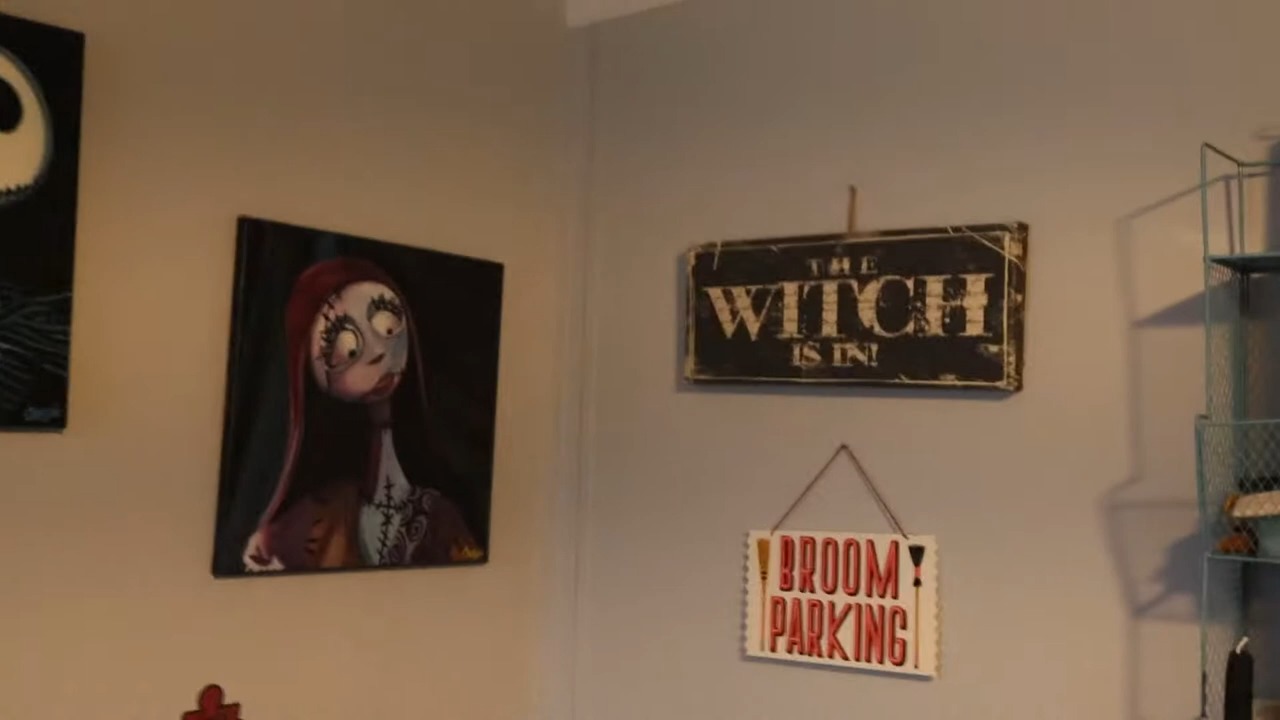 THE
WITCH
IS IN!
BROOM
PARKING